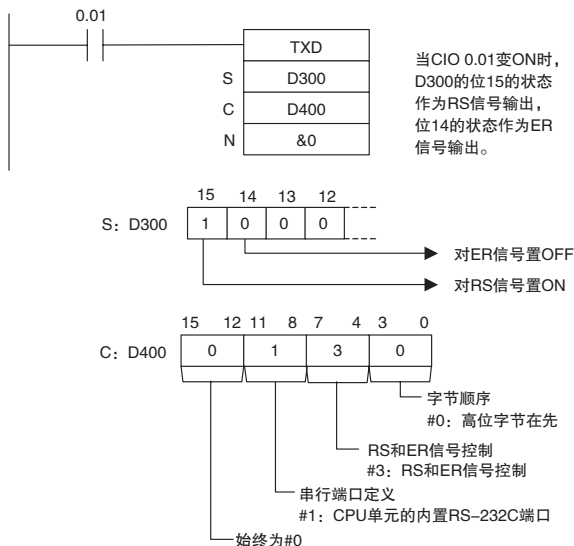 0.01
TXD
S D300
C D400
N &0
当CIO 0.01变ON时，
D300的位15的状态
作为RS信号输出，
位14的状态作为ER
信号输出。
15 14 13 12
S：D300 1 0 0 0
对ER信号置OFF
对RS信号置ON
15 12 11 8 7 4 3 0
C：D400 0 1 3 0
字节顺序
#0：高位字节在先
RS和ER信号控制
#3：RS和ER信号控制
串行端口定义
#1：CPU单元的内置RS–232C端口
始终为#0